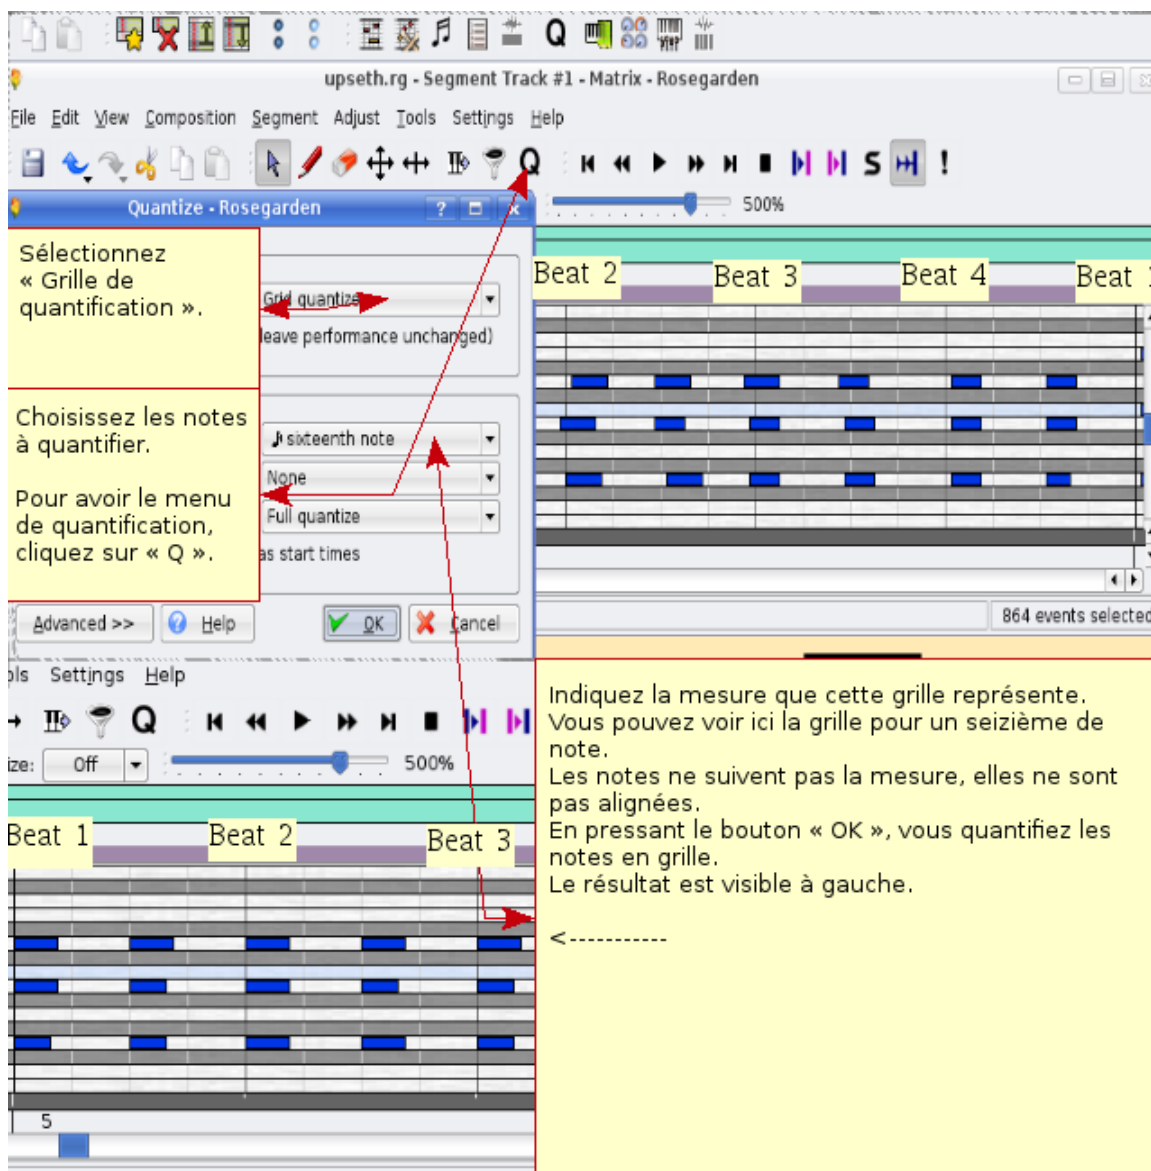 Q
upseth.rg - Segment Track #1 - Matrix - Rosegarden
File Edit View Composition Segment Adjust Tools Settings Help
Q S !
Quantize - Rosegarden ?
500%
Sélectionnez
« Grille de
quantification ».
Grid quantize
leave performance unchanged)
Beat 2 Beat 3 Beat 4 Beat
Choisissez les notes
à quantifier.
Pour avoir le menu
de quantification,
cliquez sur « Q ».
sixteenth note
None
Full quantize
as start times
Advanced >> Help OK Cancel
864 events selected
ols Settings Help
Q
ize: Off 500%
Beat 1 Beat 2 Beat 3
5
Indiquez la mesure que cette grille représente.
Vous pouvez voir ici la grille pour un seizième de
note.
Les notes ne suivent pas la mesure, elles ne sont
pas alignées.
En pressant le bouton « OK », vous quantifiez les
notes en grille.
Le résultat est visible à gauche.
<-----------